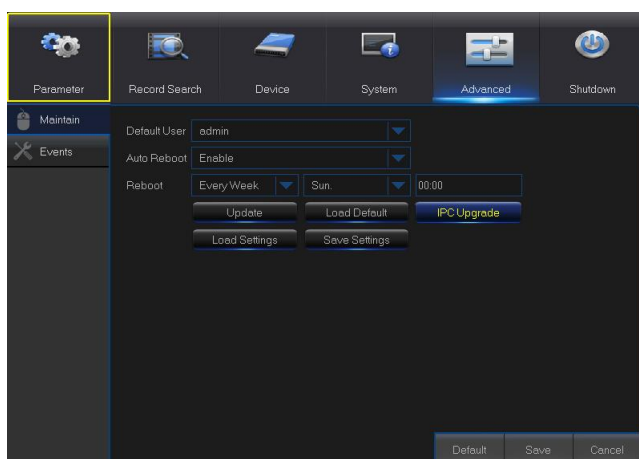 Parameter Record Search Device System Advanced Shutdown
Maintain
Events
Default User admin
Auto Reboot Enable
Reboot Every Week Sun. 00:00
Update Load Default IPC Upgrade
Load Settings Save Settings
Default Save Cancel